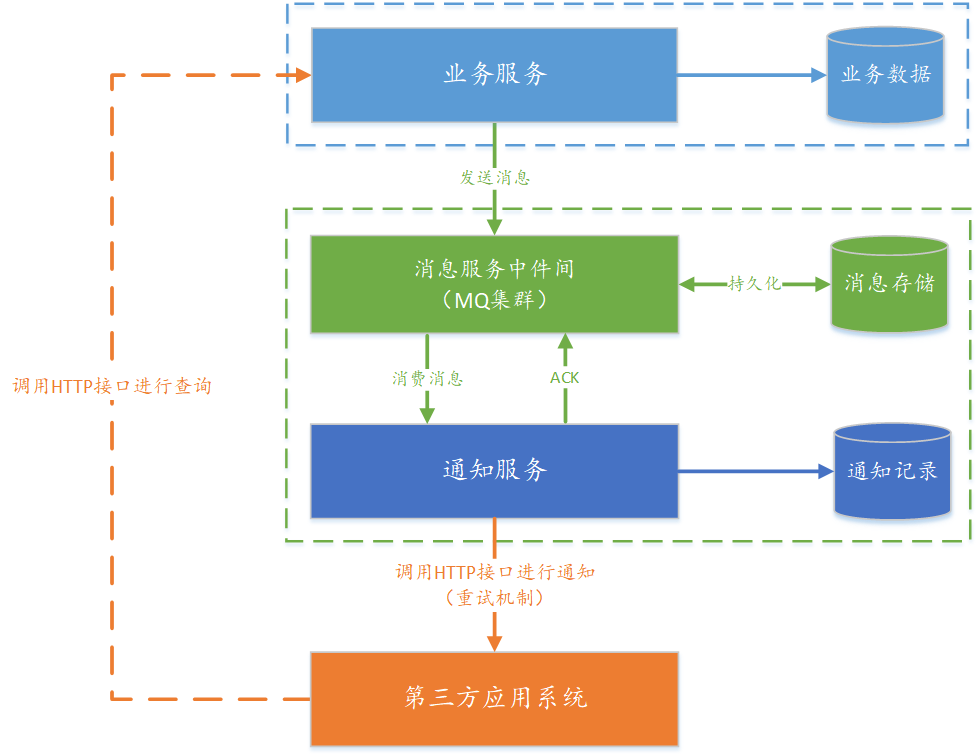 业务服务
业务数据
发送消息
消息服务中件间
（MQ集群）
持久化
消息存储
消费消息
ACK
调用HTTP接口进行查询
通知服务
通知记录
调用HTTP接口进行通知
（重试机制）
第三方应用系统